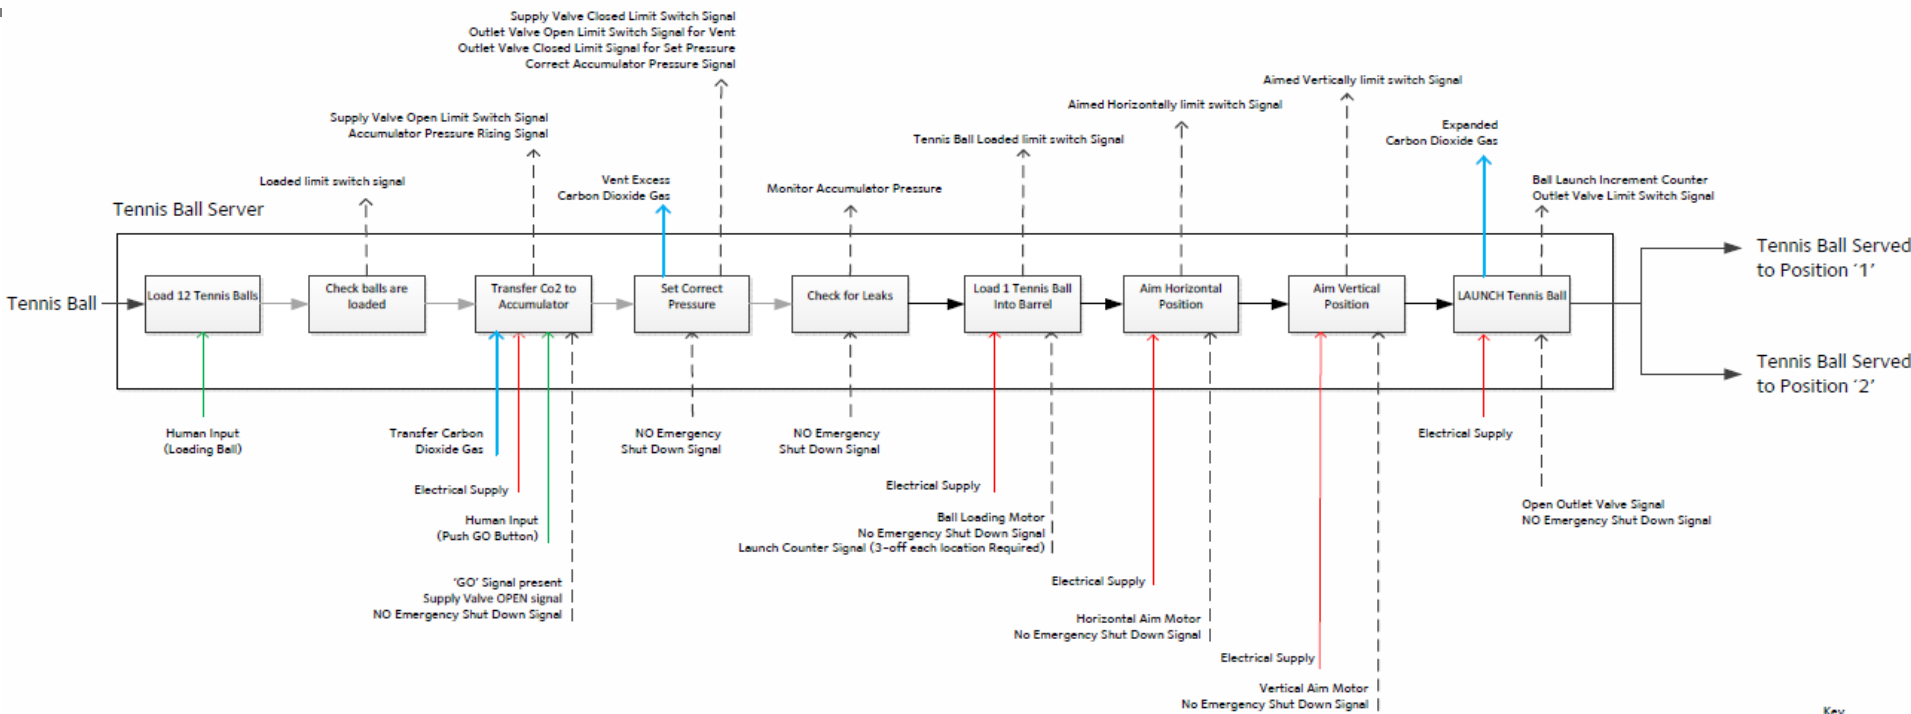 Supply Valve Closed Limit Switch Signal
Outlet Valve Open Limit Switch Signal for Vent
Outlet Valve Closed Limit Signal for Set Pressure
Correct Accumulator Pressure Signal
Aimed Vertically limit switch Signal
Aimed Horizontally limit switch Signal
Supply Valve Open Limit Switch Signal
Accumulator Pressure Rising Signal
Tennis Ball Loaded limit switch Signal
Expanded
Carbon Dioxide Gas
Loaded limit switch signal
Vent Excess
Carbon Dioxide Gas
Monitor Accumulator Pressure
Ball Launch Increment Counter
Outlet Valve Limit Switch Signal
Tennis Ball Server
Tennis Ball
Load 12 Tennis Balls
Check balls are
loaded
Transfer Co2 to
Accumulator
Set Correct
Pressure
Check for Leaks
Load 1 Tennis Ball
Into Barrel
Aim Horizontal
Position
Aim Vertical
Position
LAUNCH Tennis Ball
Tennis Ball Served
to Position ‘1’
Tennis Ball Served
to Position ‘2’
Human Input
(Loading Ball)
Transfer Carbon
Dioxide Gas
Electrical Supply
Human Input
(Push GO Button)
‘GO’ Signal present
Supply Valve OPEN signal
NO Emergency Shut Down Signal
NO Emergency
Shut Down Signal
NO Emergency
Shut Down Signal
Electrical Supply
Ball Loading Motor
No Emergency Shut Down Signal
Launch Counter Signal (3-off each location Required)
Electrical Supply
Horizontal Aim Motor
No Emergency Shut Down Signal
Electrical Supply
Vertical Aim Motor
No Emergency Shut Down Signal
Electrical Supply
Open Outlet Valve Signal
NO Emergency Shut Down Signal
Key